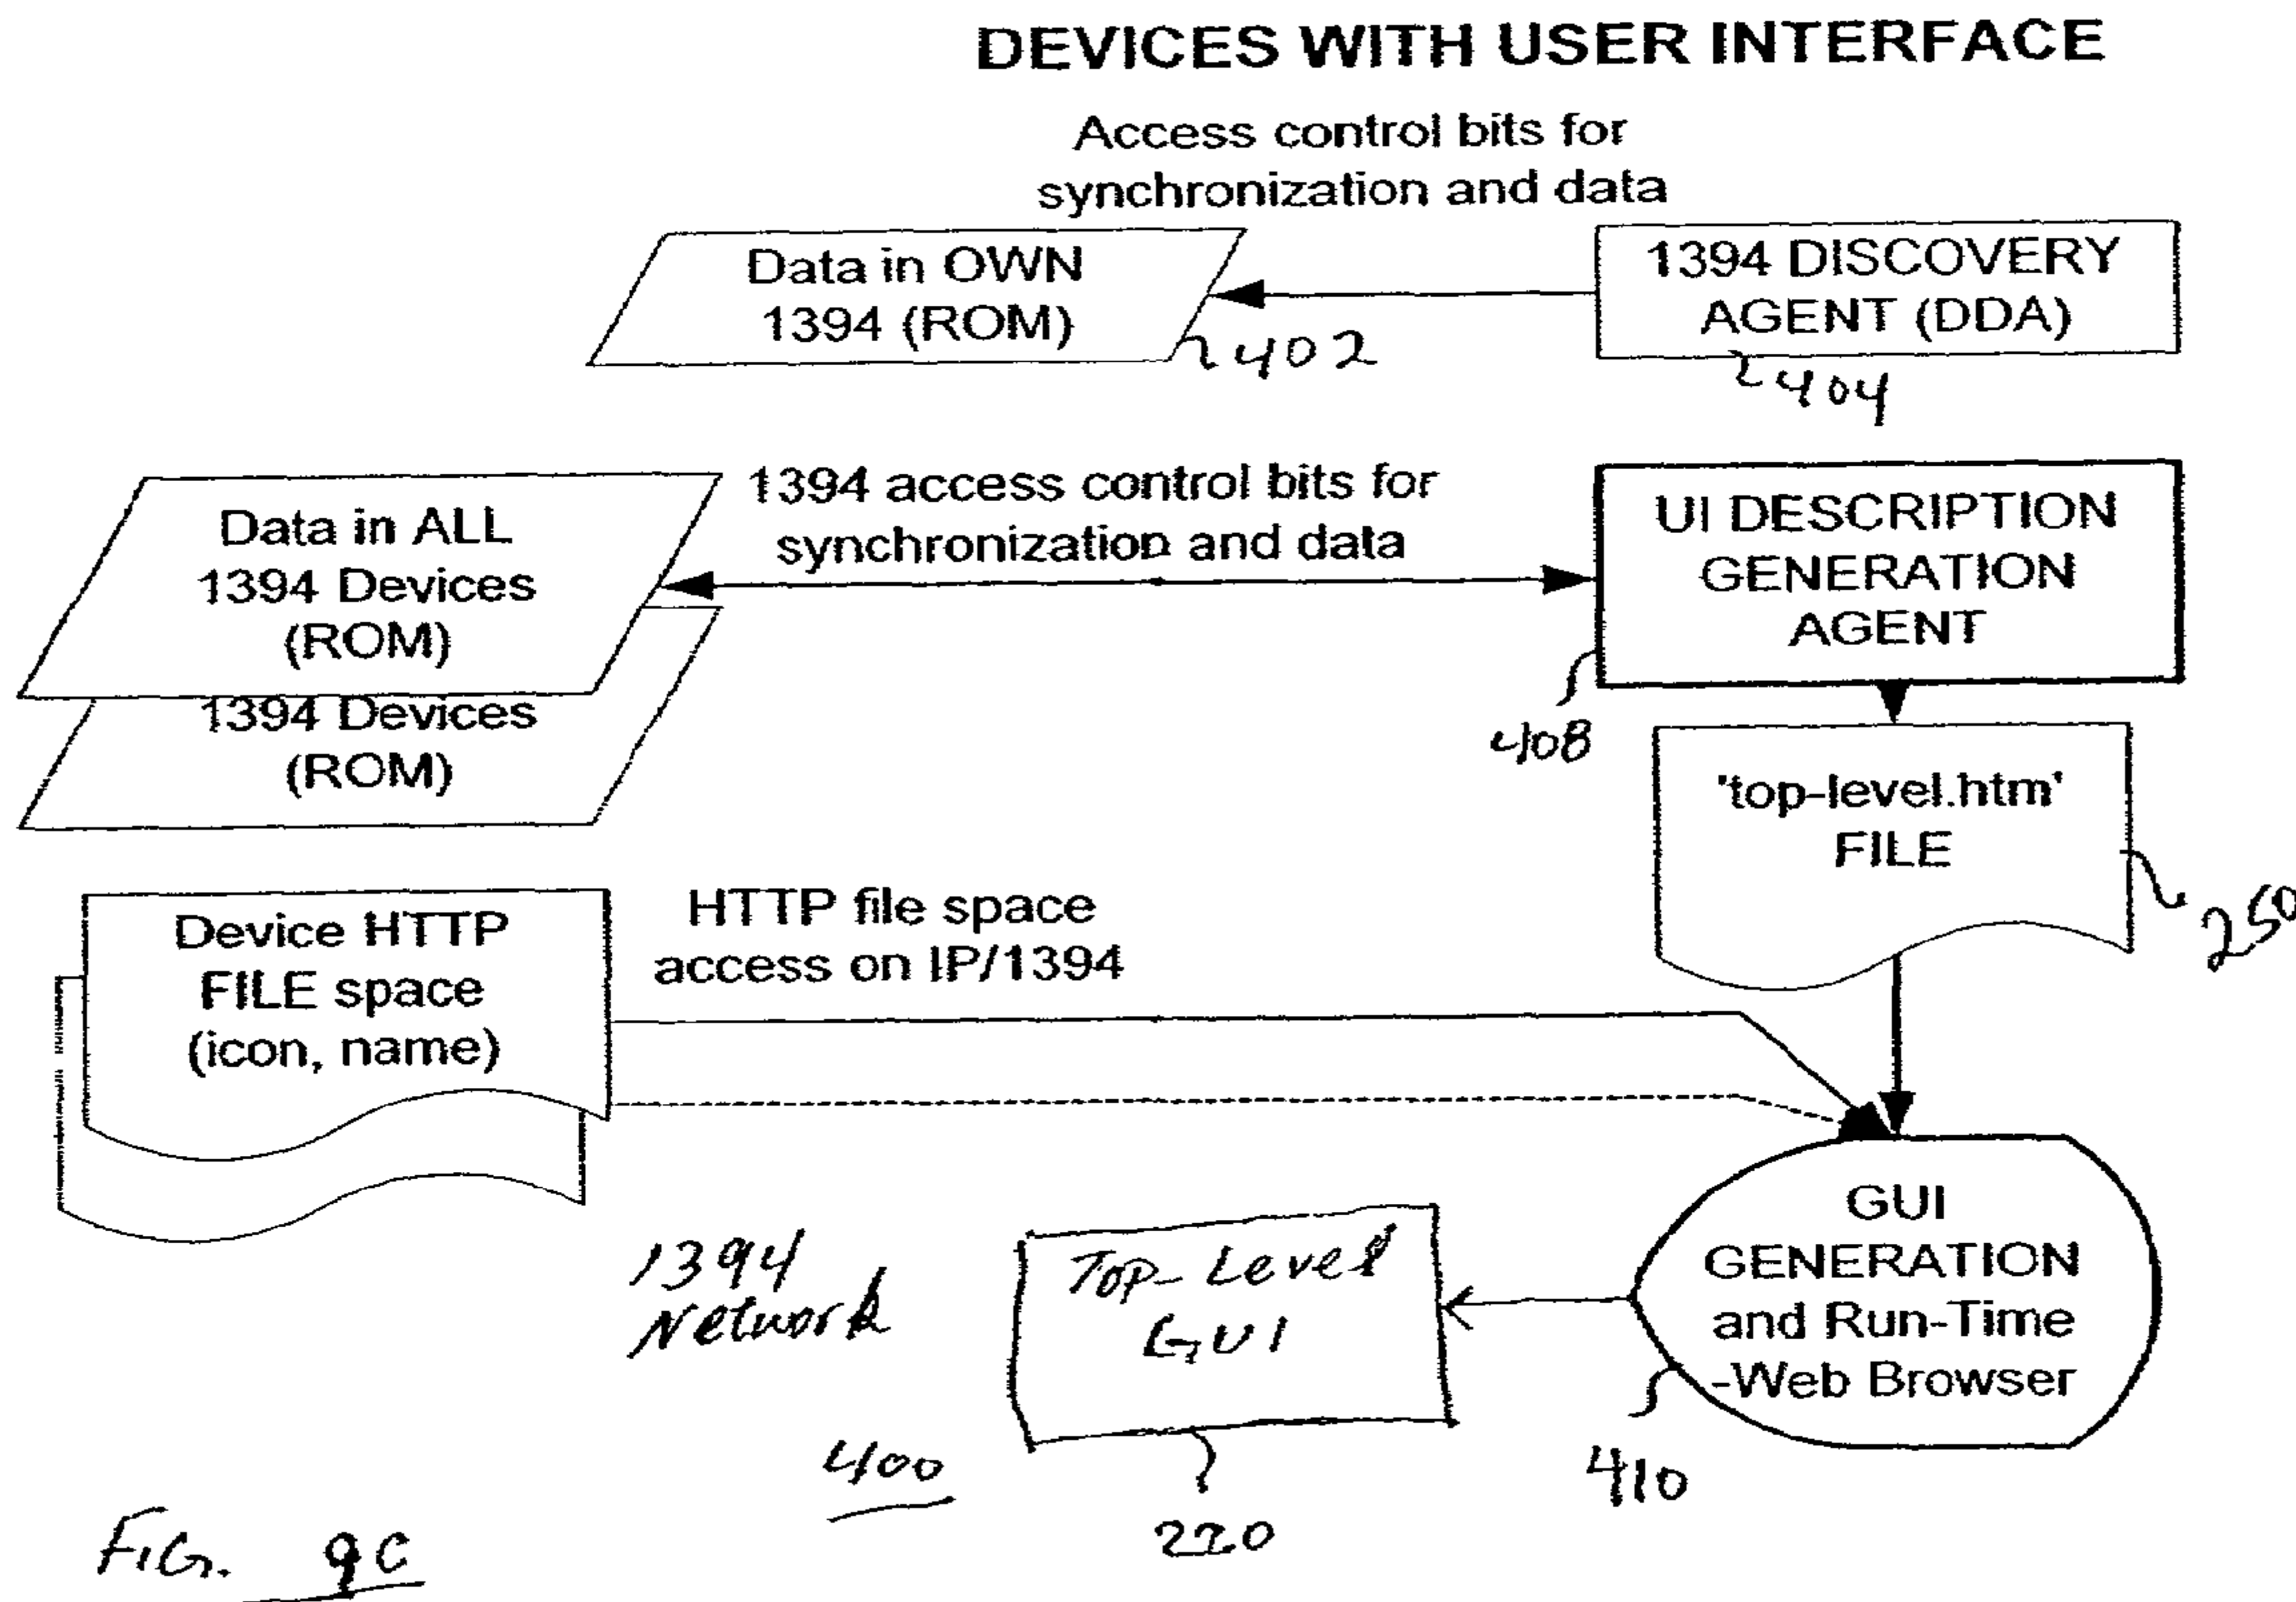 DEVICES WITH USER INTERFACE
Access control bits for
synchronization and data
Data in OWN
1394 (ROM)
402
1394 DISCOVERY
AGENT (DDA)
404
Data in ALL
1394 Devices
(ROM)
1394 Devices
(ROM)
1394 access control bits for
synchronization and data
UI DESCRIPTION
GENERATION
AGENT
408
'top-level.htm'
FILE
250
Device HTTP
FILE space
(icon, name)
HTTP file space
access on IP/1394
GUI
GENERATION
and Run-Time
-Web Browser
410
Top-Level
GUI
220
1394
Network
400
FIG. 9C